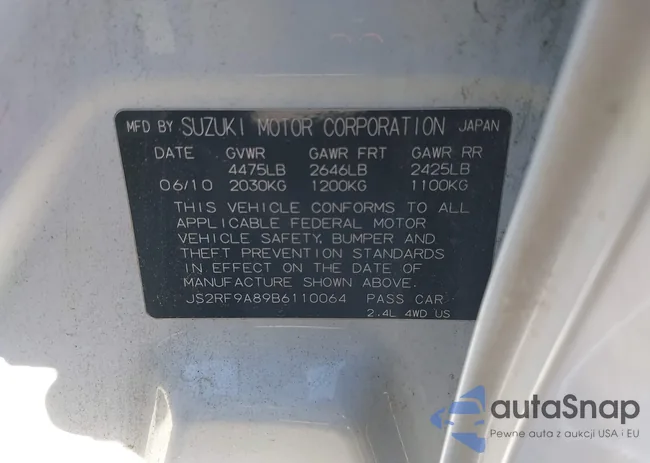 MFD BY SUZUKI MOTOR CORPORATION JAPAN
DATE GVWR GAWR FRT GAWR RR
4475LB 2646LB 2425LB
06/10 2030KG 1200KG 1100KG
THIS VEHICLE CONFORMS TO ALL
APPLICABLE FEDERAL MOTOR
VEHICLE SAFETY, BUMPER AND
THEFT PREVENTION STANDARDS
IN EFFECT ON THE DATE OF
MANUFACTURE SHOWN ABOVE.
JS2RF9A89B6110064 PASS CAR
2.4L 4WD US
autaSnap
Pewne auta z aukcji USA i EU